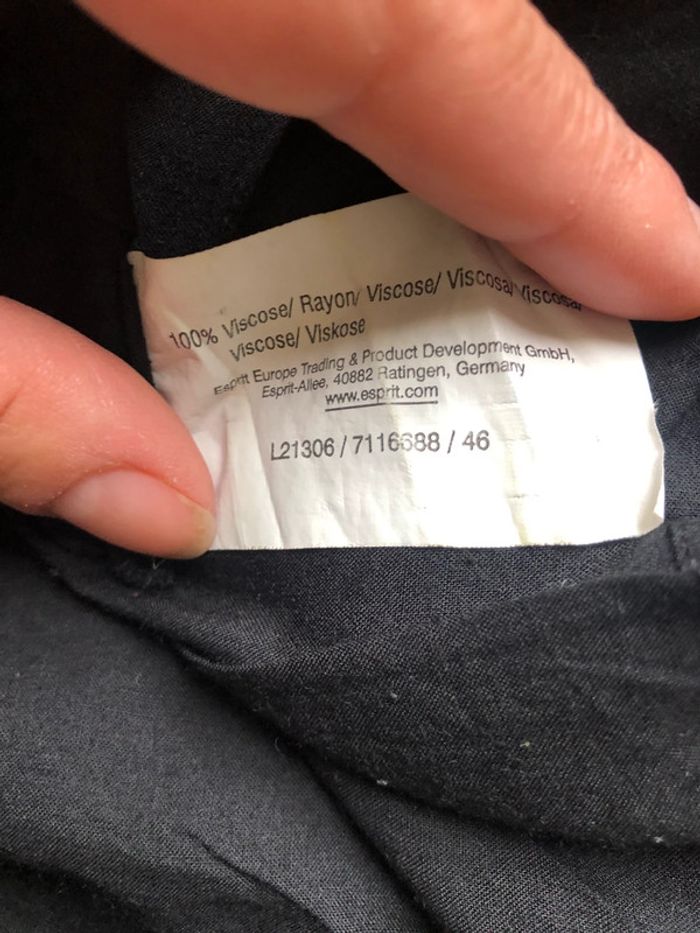 100% Viscose/ Rayon/ Viscose/ Viscosa/ Viscosa/
Viscose/ Viskose
Esprit Europe Trading & Product Development GmbH,
Esprit-Allee, 40882 Ratingen, Germany
www.esprit.com
L21306 / 7116688 / 46